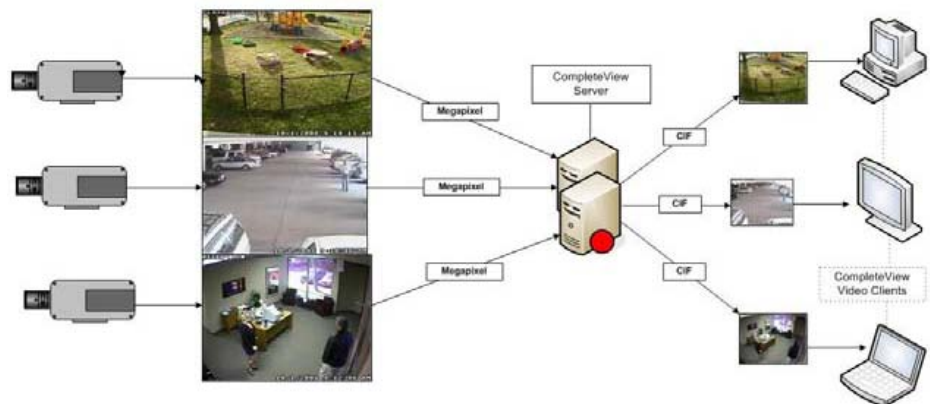 CompleteView
Server
Megapixel
CIF
Megapixel
CIF
Megapixel
CIF
CompleteView
Video Clients